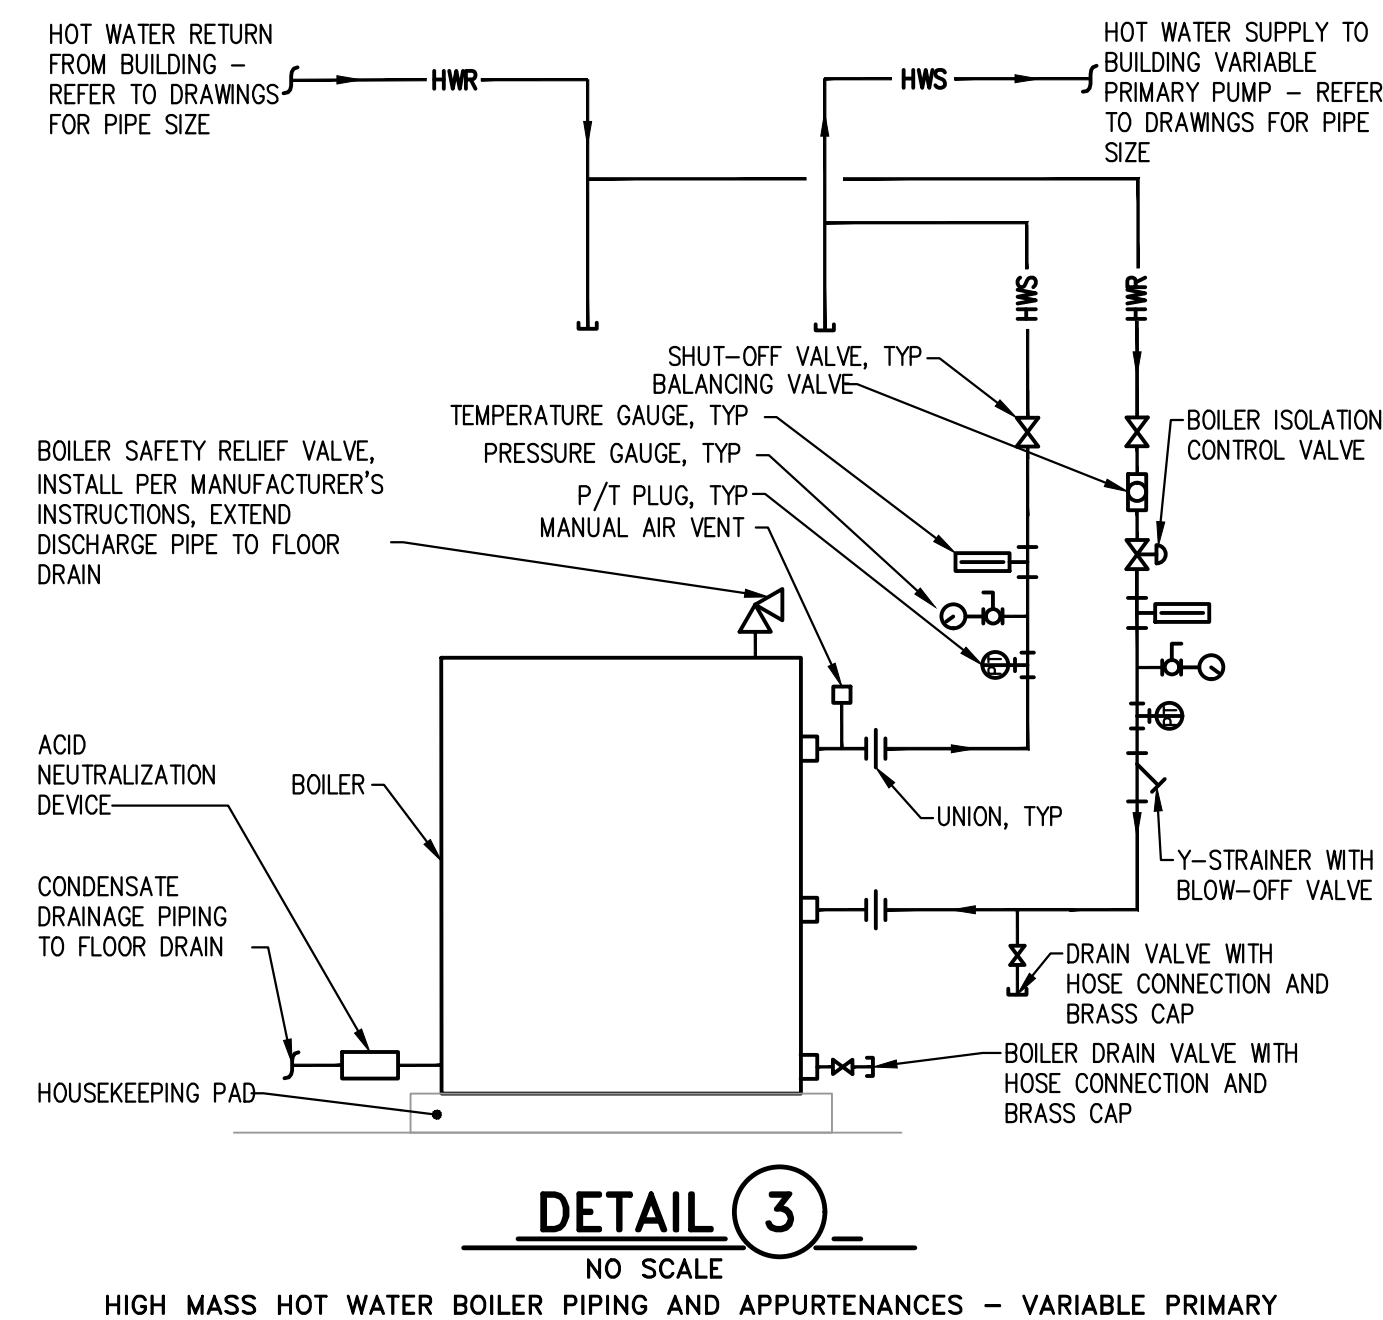 HOT WATER RETURN
FROM BUILDING –
REFER TO DRAWINGS
FOR PIPE SIZE
HWR
HWS
HOT WATER SUPPLY TO
BUILDING VARIABLE
PRIMARY PUMP – REFER
TO DRAWINGS FOR PIPE
SIZE
HWS
HWR
SHUT-OFF VALVE, TYP
BALANCING VALVE
TEMPERATURE GAUGE, TYP
PRESSURE GAUGE, TYP
P/T PLUG, TYP
MANUAL AIR VENT
BOILER ISOLATION
CONTROL VALVE
BOILER SAFETY RELIEF VALVE,
INSTALL PER MANUFACTURER'S
INSTRUCTIONS, EXTEND
DISCHARGE PIPE TO FLOOR
DRAIN
PT
PT
ACID
NEUTRALIZATION
DEVICE
BOILER
UNION, TYP
Y-STRAINER WITH
BLOW-OFF VALVE
CONDENSATE
DRAINAGE PIPING
TO FLOOR DRAIN
DRAIN VALVE WITH
HOSE CONNECTION AND
BRASS CAP
BOILER DRAIN VALVE WITH
HOSE CONNECTION AND
BRASS CAP
HOUSEKEEPING PAD
DETAIL 3 –
NO SCALE
HIGH MASS HOT WATER BOILER PIPING AND APPURTENANCES – VARIABLE PRIMARY